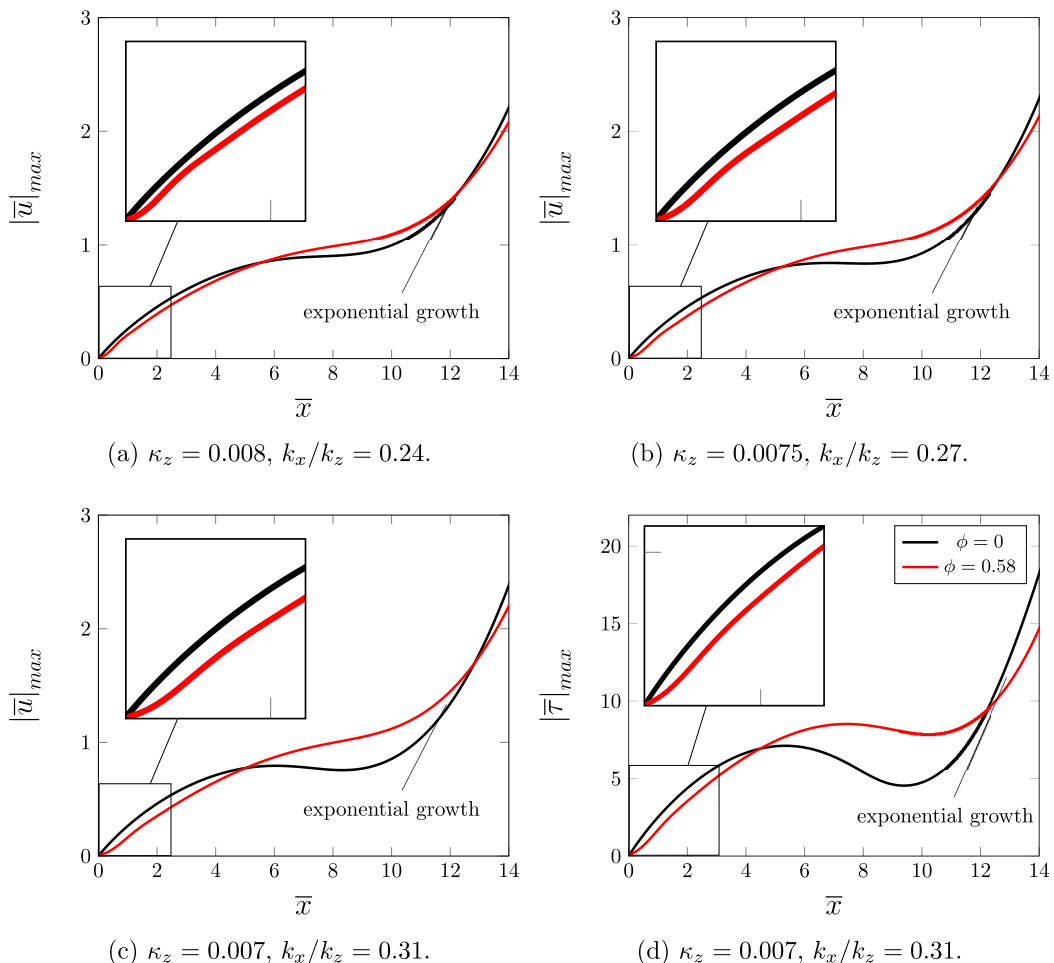 3
2
1
0
|u̅|max
exponential growth
0 2 4 6 8 10 12 14
x̅
(a) κz = 0.008, kx/kz = 0.24.
3
2
1
0
|u̅|max
exponential growth
0 2 4 6 8 10 12 14
x̅
(b) κz = 0.0075, kx/kz = 0.27.
3
2
1
0
|u̅|max
exponential growth
0 2 4 6 8 10 12 14
x̅
(c) κz = 0.007, kx/kz = 0.31.
20
15
10
5
0
|τ̅|max
ϕ = 0
ϕ = 0.58
exponential growth
0 2 4 6 8 10 12 14
x̅
(d) κz = 0.007, kx/kz = 0.31.